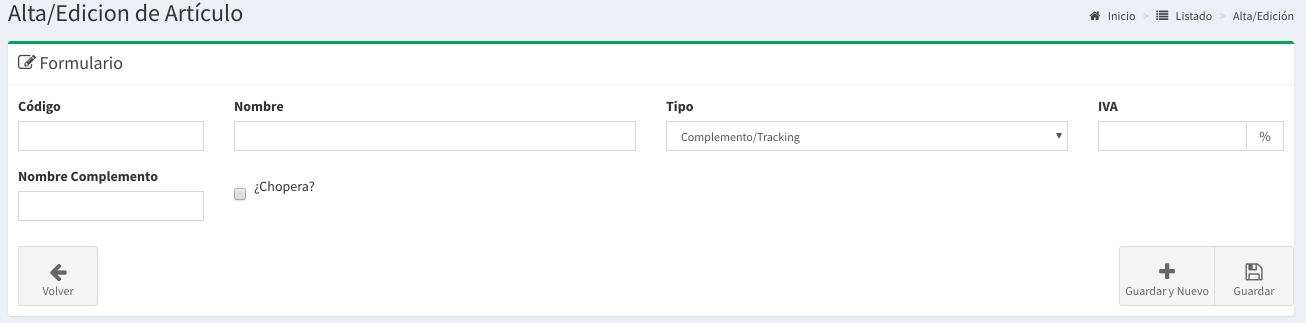 Alta/Edicion de Artículo
Inicio > Listado > Alta/Edición
Formulario
Código Nombre Tipo IVA
Complemento/Tracking %
Nombre Complemento
¿Chopera?
Volver Guardar y Nuevo Guardar